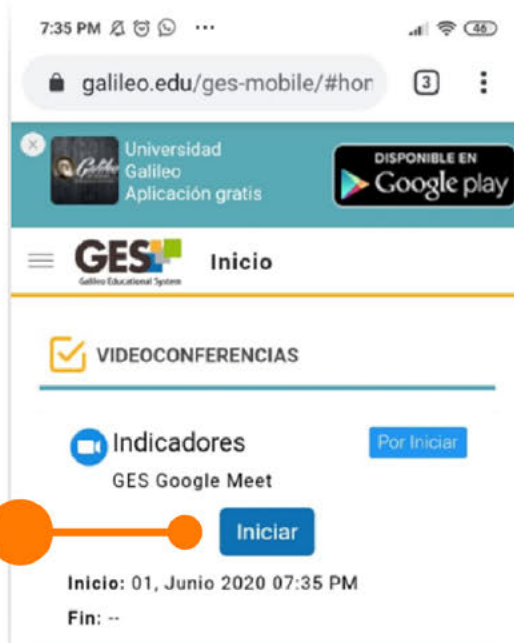 7:35 PM
46
galileo.edu/ges-mobile/#hon
3
Universidad
Galileo
Aplicación gratis
Galileo
DISPONIBLE EN
Google play
GES
Galileo Educational System
Inicio
VIDEOCONFERENCIAS
Indicadores
Por Iniciar
GES Google Meet
Iniciar
Inicio: 01, Junio 2020 07:35 PM
Fin: --